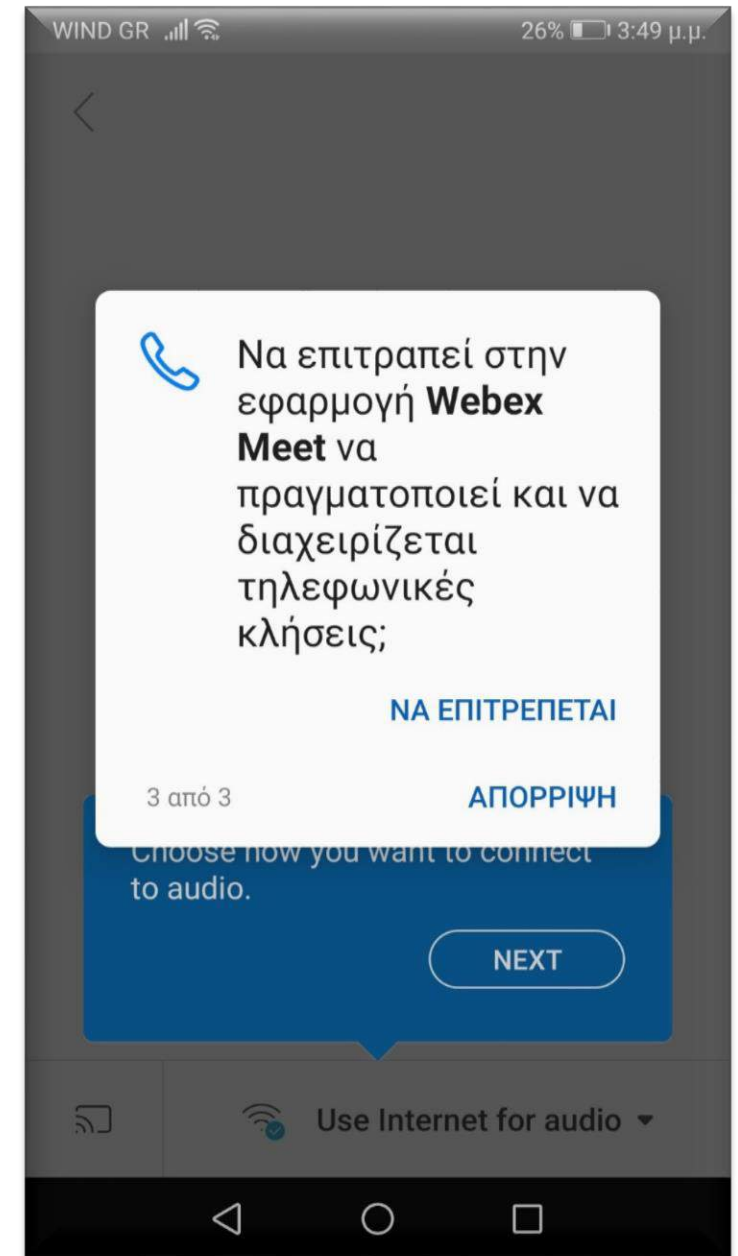 WIND GR 26% 3:49 μ.μ.
Να επιτραπεί στην
εφαρμογή Webex
Meet να
πραγματοποιεί και να
διαχειρίζεται
τηλεφωνικές
κλήσεις;
ΝΑ ΕΠΙΤΡΕΠΕΤΑΙ
3 από 3 ΑΠΟΡΡΙΨΗ
Choose how you want to connect
to audio.
NEXT
Use Internet for audio